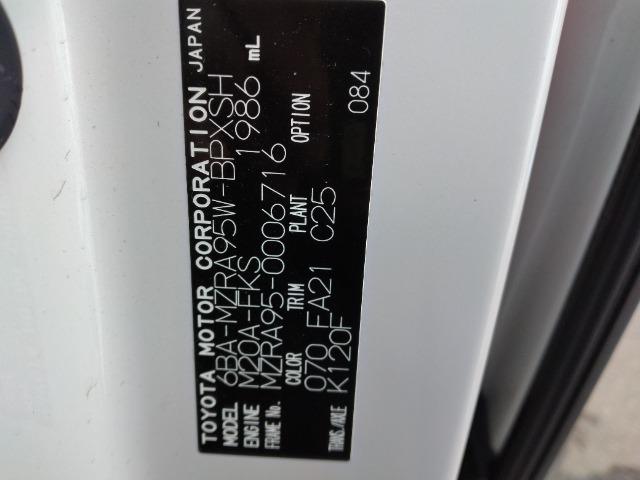 TOYOTA MOTOR CORPORATION JAPAN
MODEL 6BA-MZRA95W-BPXSH
ENGINE M20A-FKS 1986 mL
FRAME No. MZRA95-0006716
COLOR TRIM PLANT OPTION
070 FA21 C25 084
TRANS./AXLE K120F